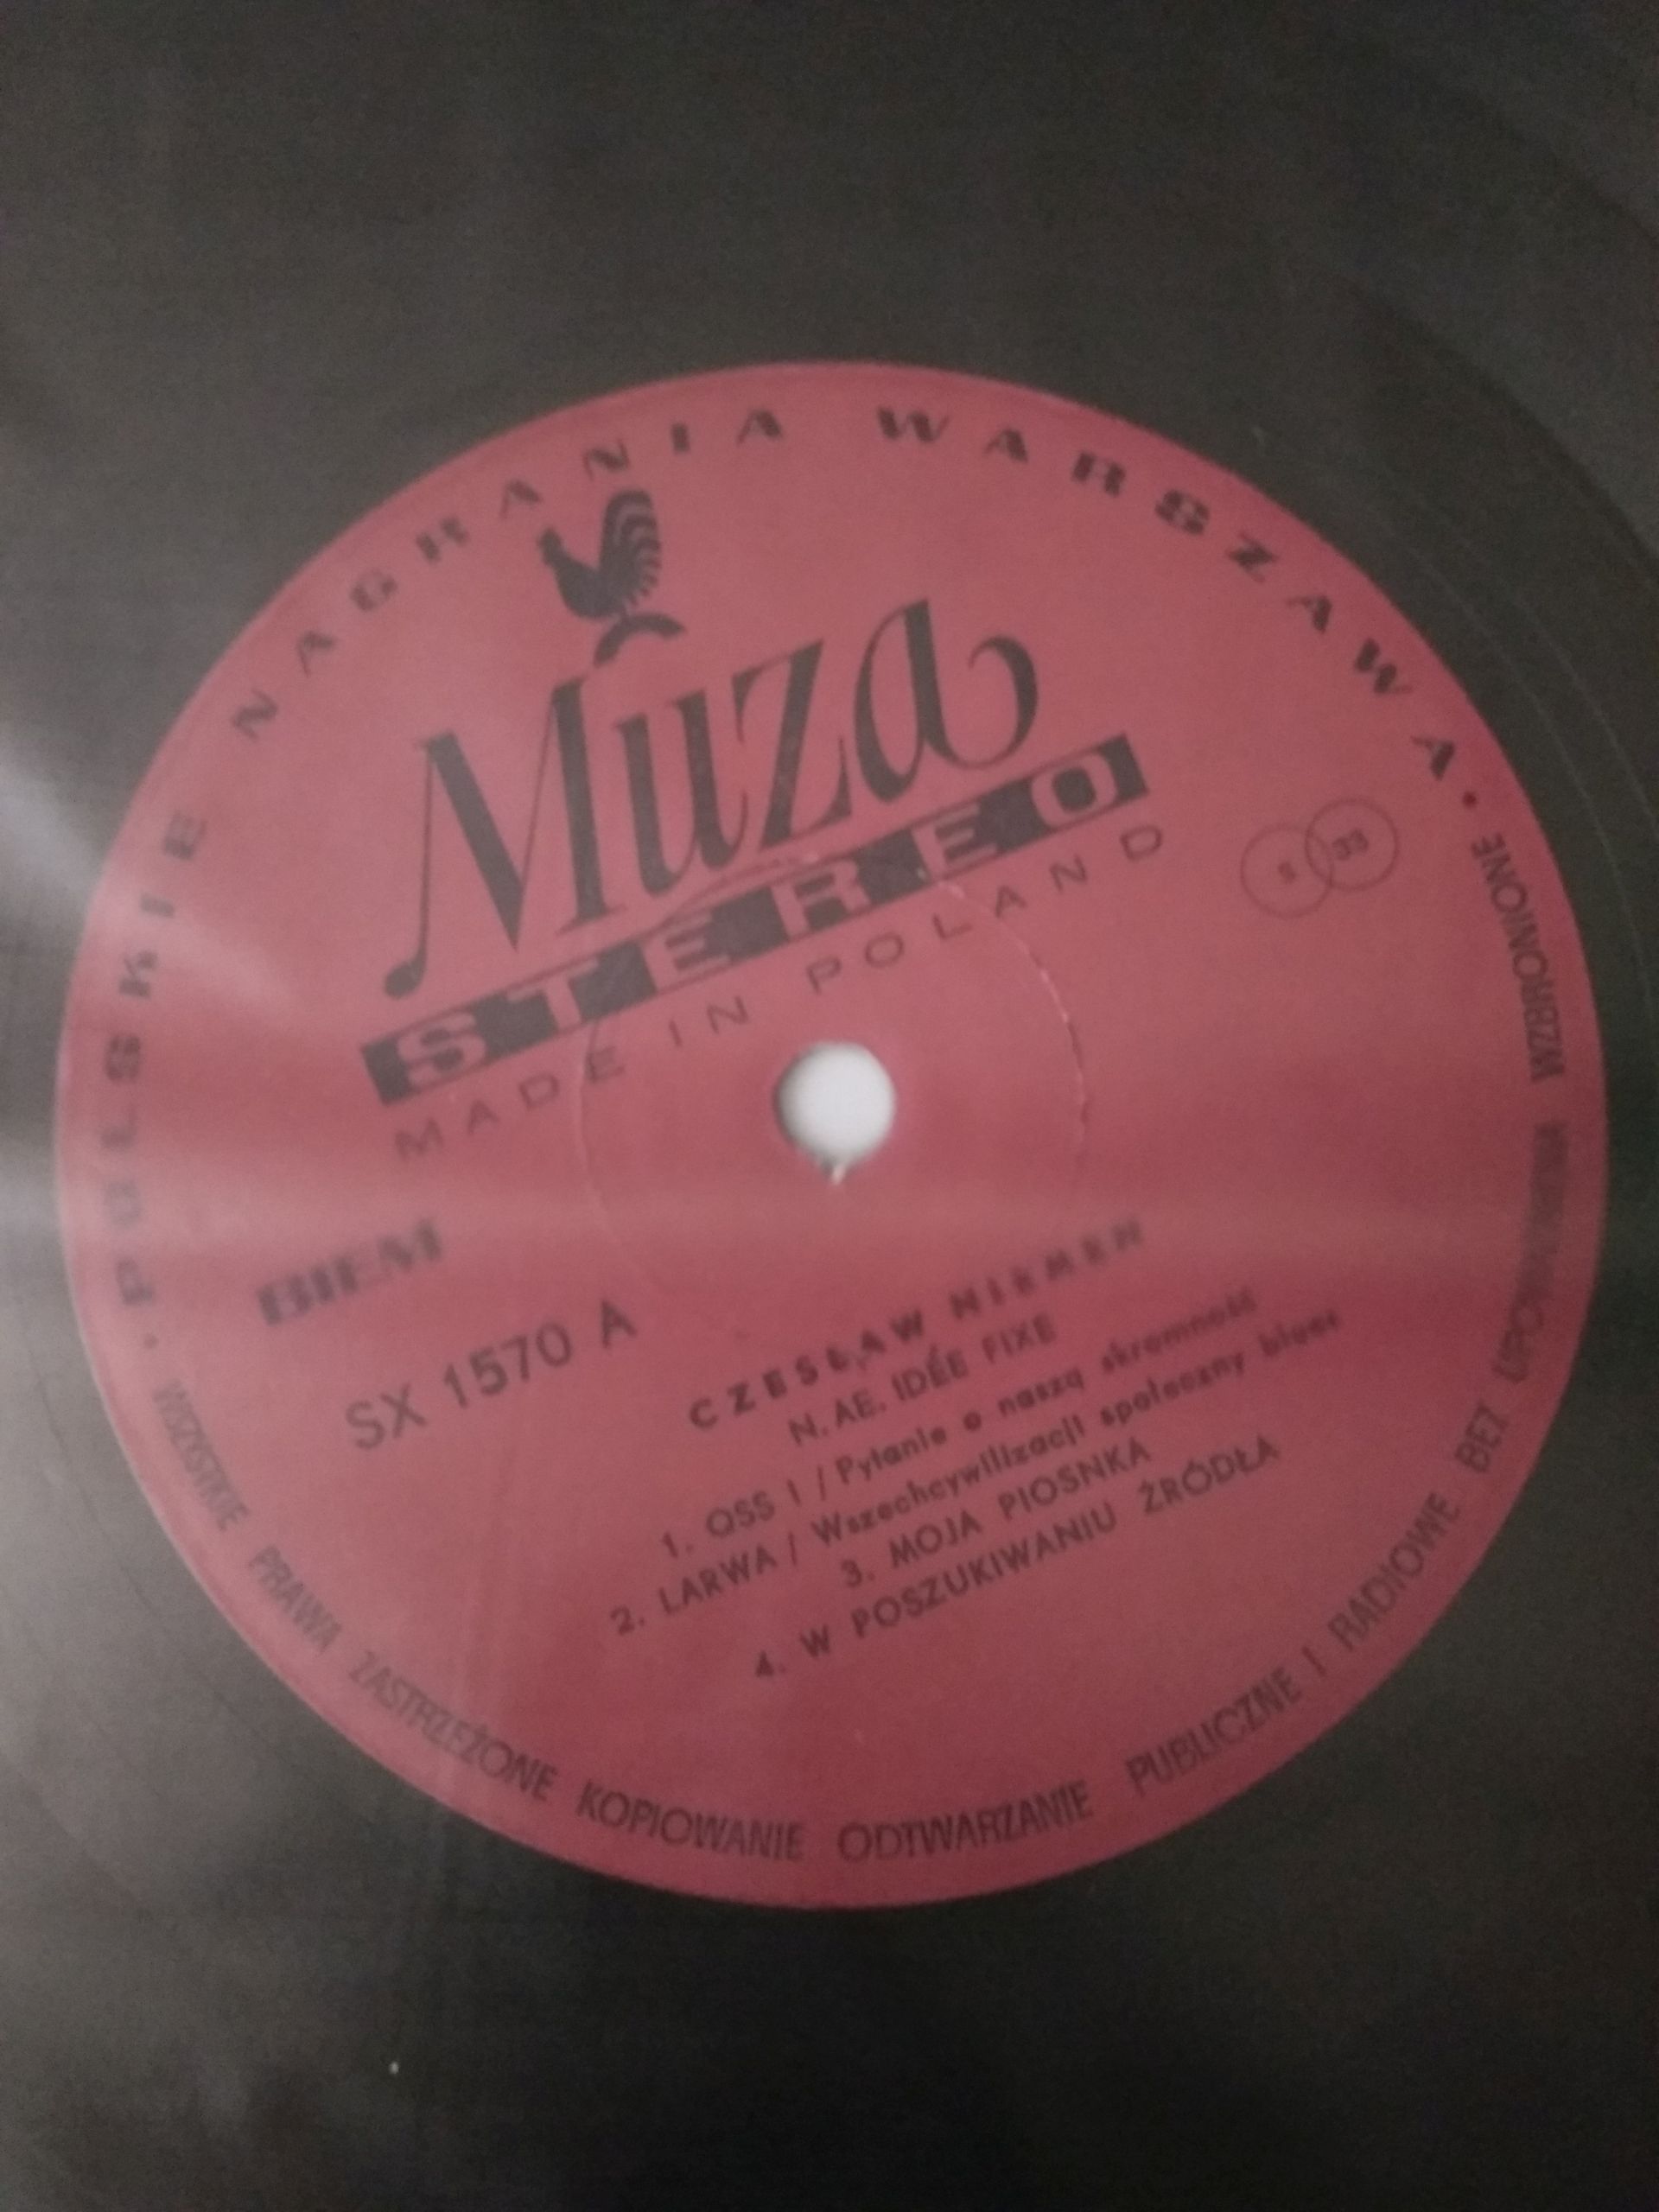 POLSKIE NAGRANIA WARSZAWA
Muza
STEREO
MADE IN POLAND
S 33
BIEM
SX 1570 A
CZESŁAW NIEMEN
N. AE. IDÉE FIXE
1. QSS I / Pytanie o naszą skromność
2. LARWA / Wszechcywilizacji społeczny blues
3. MOJA PIOSNKA
4. W POSZUKIWANIU ŹRÓDŁA
WSZYSTKIE PRAWA ZASTRZEŻONE KOPIOWANIE ODTWARZANIE PUBLICZNE I RADIOWE BEZ UPOWAŻNIENIA WZBRONIONE